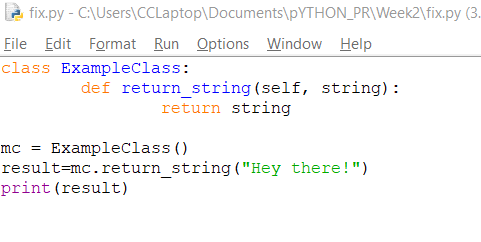 fix.py - C:\Users\CCLaptop\Documents\pYTHON_PR\Week2\fix.py (3.
File Edit Format Run Options Window Help
class ExampleClass:
        def return_string(self, string):
                return string

mc = ExampleClass()
result=mc.return_string("Hey there!")
print(result)